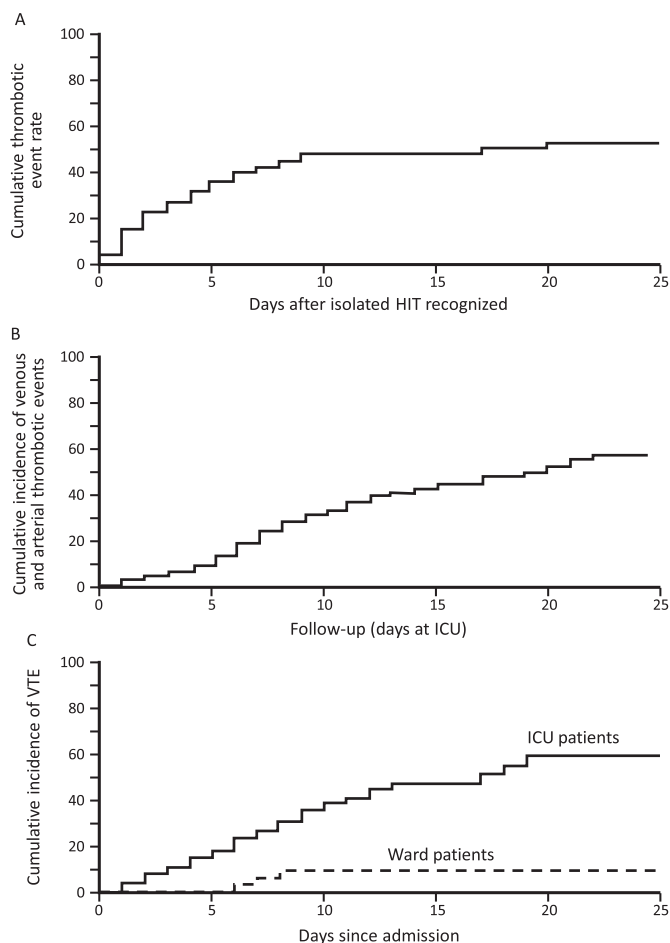 A
Cumulative thrombotic
event rate
100
80
60
40
20
0
0 5 10 15 20 25
Days after isolated HIT recognized
B
Cumulative incidence of venous
and arterial thrombotic events
100
80
60
40
20
0
0 5 10 15 20 25
Follow-up (days at ICU)
C
Cumulative incidence of VTE
100
80
60
40
20
0
ICU patients
Ward patients
0 5 10 15 20 25
Days since admission